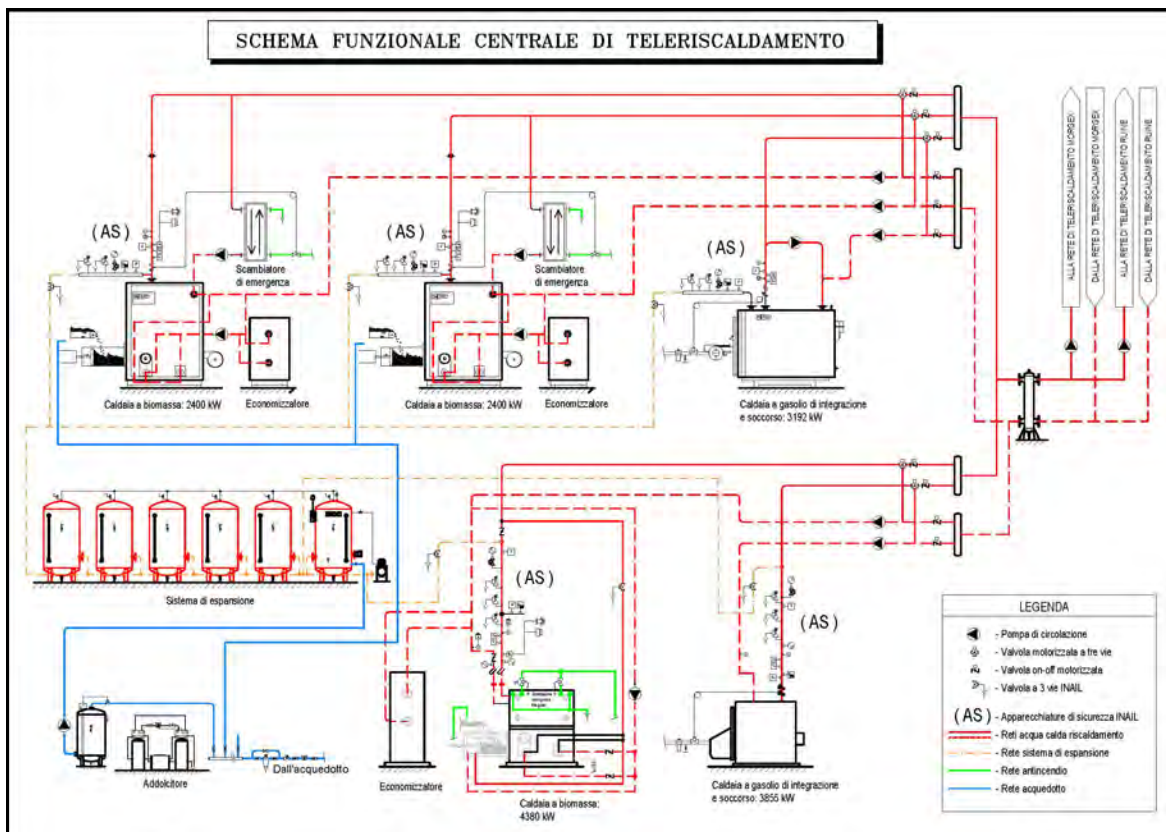 SCHEMA FUNZIONALE CENTRALE DI TELERISCALDAMENTO
ALLA RETE DI TELERISCALDAMENTO MORGEX
DALLA RETE DI TELERISCALDAMENTO MORGEX
ALLA RETE DI TELERISCALDAMENTO RUINE
DALLA RETE DI TELERISCALDAMENTO RUINE
(AS)
Scambiatore
di emergenza
(AS)
Scambiatore
di emergenza
(AS)
Caldaia a biomassa: 2400 kW
Economizzatore
Caldaia a biomassa: 2400 kW
Economizzatore
Caldaia a gasolio di integrazione
e soccorso: 3192 kW
Sistema di espansione
(AS)
(AS)
Addolcitore
Dall'acquedotto
Economizzatore
Caldaia a biomassa:
4380 kW
Caldaia a gasolio di integrazione
e soccorso: 3855 kW
LEGENDA
- Pompa di circolazione
- Valvola motorizzata a tre vie
- Valvola on-off motorizzata
- Valvola a 3 vie INAIL
(AS) - Apparecchiature di sicurezza INAIL
- Reti acqua calda riscaldamento
- Rete sistema di espansione
- Rete antincendio
- Rete acquedotto